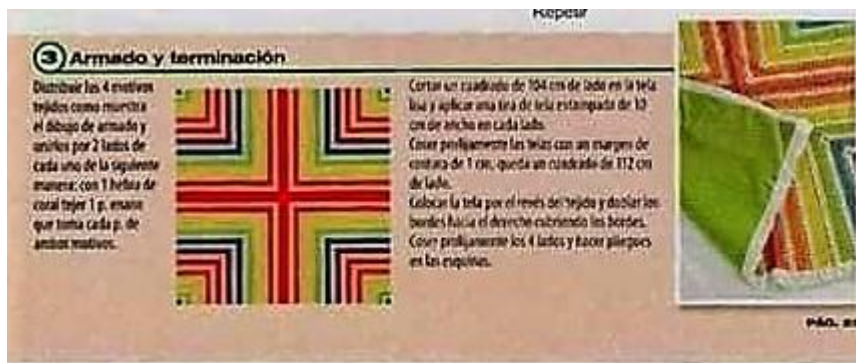 Repetir
3 Armado y terminación
Distribuir los 4 motivos
tejidos como muestra
el dibujo de armado y
unirlos por 2 lados de
cada uno de la siguiente
manera: con 1 hebra de
coral tejer 1 p. enano
que toma cada p. de
ambos motivos.
Cortar un cuadrado de 104 cm de lado en la tela
lisa y aplicar una tira de tela estampada de 10
cm de ancho en cada lado.
Coser prolijamente las telas con un margen de
costura de 1 cm, queda un cuadrado de 112 cm
de lado.
Colocar la tela por el revés del tejido y doblar los
bordes hacia el derecho cubriendo los bordes.
Coser prolijamente los 4 lados y hacer pliegues
en las esquinas.
PÁG.